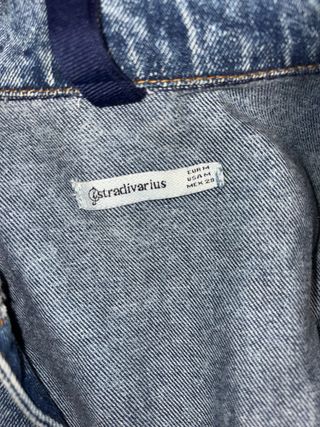 stradivarius
EUR M
USA M
MEX 28